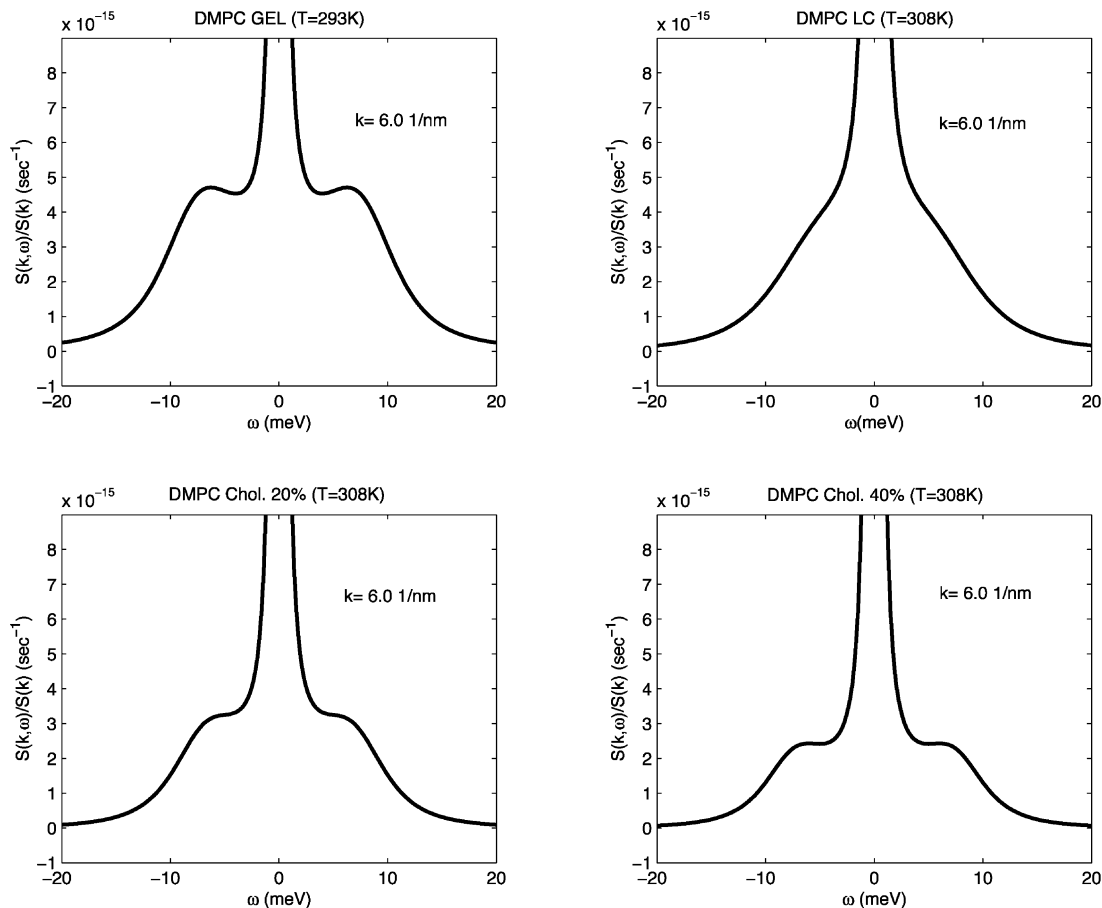 x 10⁻¹⁵
DMPC GEL (T=293K)
8
7
6
5
4
3
2
1
0
−1
S(k,ω)/S(k) (sec⁻¹)
k= 6.0 1/nm
−20 −10 0 10 20
ω (meV)
x 10⁻¹⁵
DMPC LC (T=308K)
8
7
6
5
4
3
2
1
0
−1
S(k,ω)/S(k) (sec⁻¹)
k=6.0 1/nm
−20 −10 0 10 20
ω(meV)
x 10⁻¹⁵
DMPC Chol. 20% (T=308K)
8
7
6
5
4
3
2
1
0
−1
S(k,ω)/S(k) (sec⁻¹)
k= 6.0 1/nm
−20 −10 0 10 20
ω (meV)
x 10⁻¹⁵
DMPC Chol. 40% (T=308K)
8
7
6
5
4
3
2
1
0
−1
S(k,ω)/S(k) (sec⁻¹)
k= 6.0 1/nm
−20 −10 0 10 20
ω (meV)